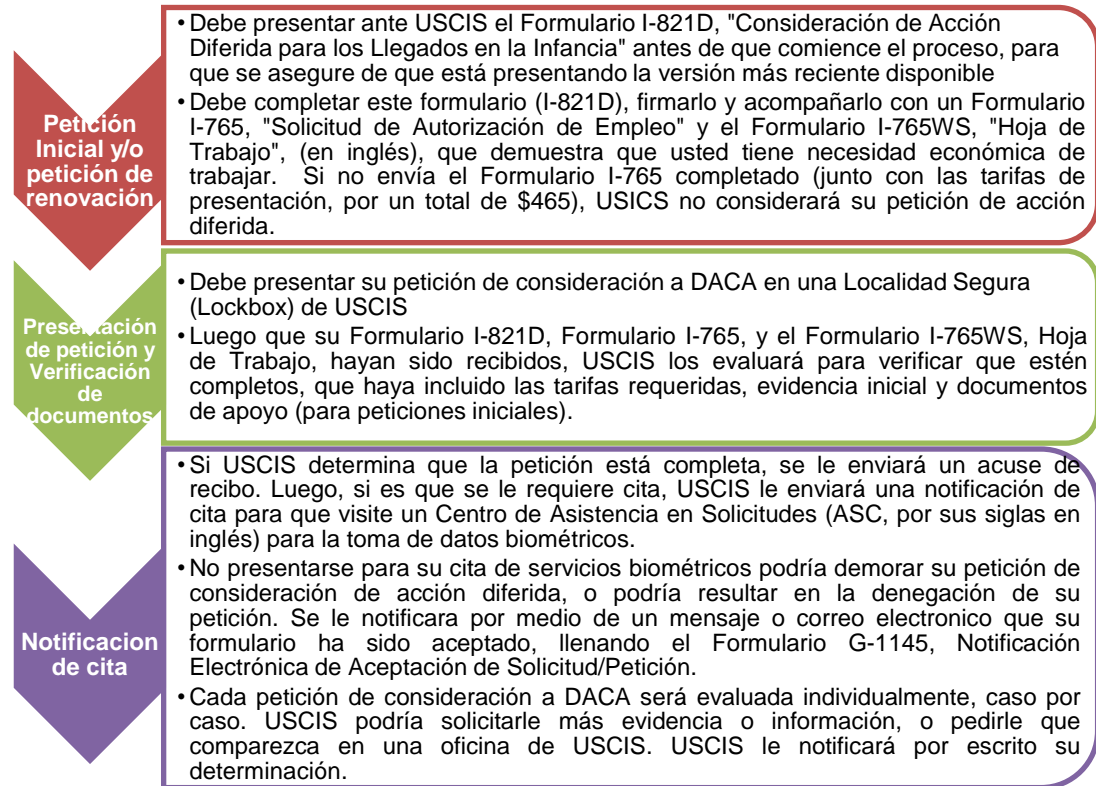 Petición
Inicial y/o
petición de
renovación
•Debe presentar ante USCIS el Formulario I-821D, "Consideración de Acción
Diferida para los Llegados en la Infancia" antes de que comience el proceso, para
que se asegure de que está presentando la versión más reciente disponible
•Debe completar este formulario (I-821D), firmarlo y acompañarlo con un Formulario
I-765, "Solicitud de Autorización de Empleo" y el Formulario I-765WS, "Hoja de
Trabajo", (en inglés), que demuestra que usted tiene necesidad económica de
trabajar. Si no envía el Formulario I-765 completado (junto con las tarifas de
presentación, por un total de $465), USICS no considerará su petición de acción
diferida.
Presentación
de petición y
Verificación
de
documentos
•Debe presentar su petición de consideración a DACA en una Localidad Segura
(Lockbox) de USCIS
•Luego que su Formulario I-821D, Formulario I-765, y el Formulario I-765WS, Hoja
de Trabajo, hayan sido recibidos, USCIS los evaluará para verificar que estén
completos, que haya incluido las tarifas requeridas, evidencia inicial y documentos
de apoyo (para peticiones iniciales).
Notificacion
de cita
•Si USCIS determina que la petición está completa, se le enviará un acuse de
recibo. Luego, si es que se le requiere cita, USCIS le enviará una notificación de
cita para que visite un Centro de Asistencia en Solicitudes (ASC, por sus siglas en
inglés) para la toma de datos biométricos.
•No presentarse para su cita de servicios biométricos podría demorar su petición de
consideración de acción diferida, o podría resultar en la denegación de su
petición. Se le notificara por medio de un mensaje o correo electronico que su
formulario ha sido aceptado, llenando el Formulario G-1145, Notificación
Electrónica de Aceptación de Solicitud/Petición.
•Cada petición de consideración a DACA será evaluada individualmente, caso por
caso. USCIS podría solicitarle más evidencia o información, o pedirle que
comparezca en una oficina de USCIS. USCIS le notificará por escrito su
determinación.